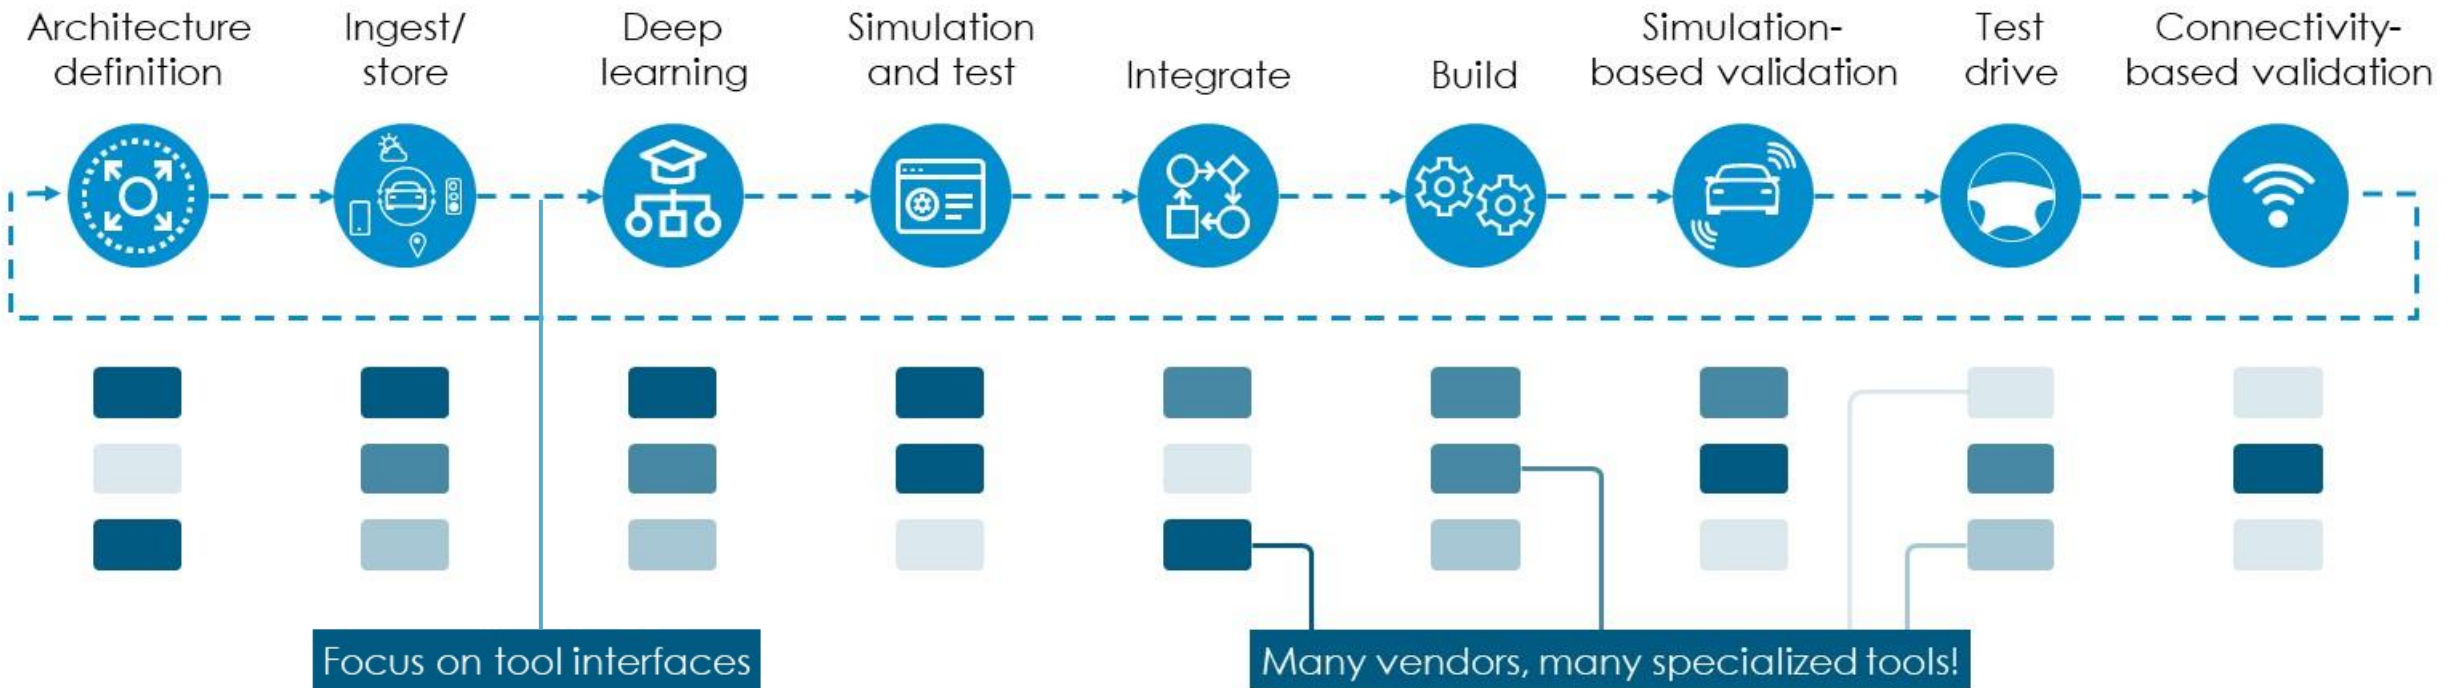 Architecture
definition
Ingest/
store
Deep
learning
Simulation
and test
Integrate
Build
Simulation-
based validation
Test
drive
Connectivity-
based validation
Focus on tool interfaces
Many vendors, many specialized tools!